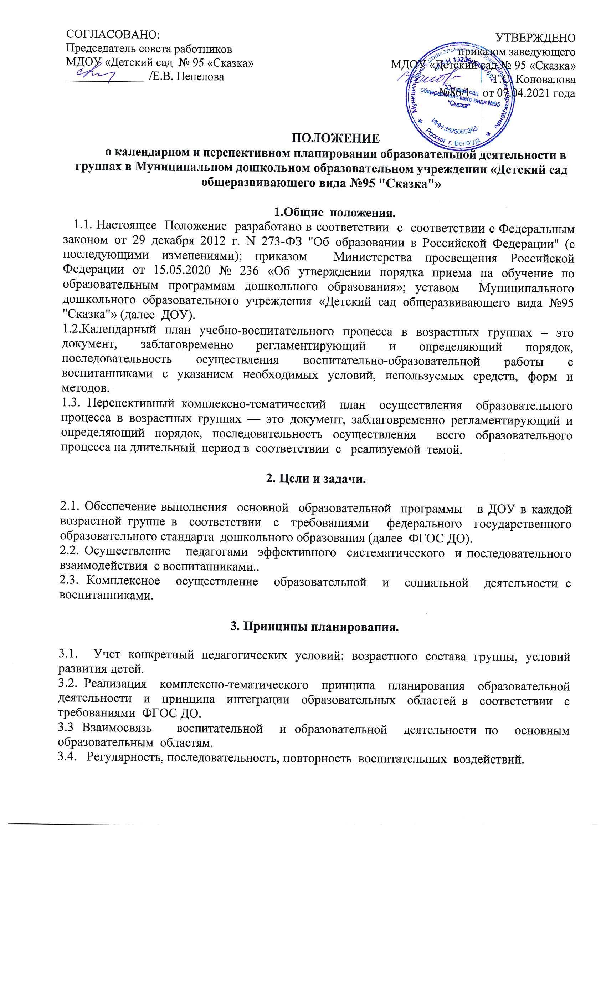 СОГЛАСОВАНО:
Председатель совета работников
МДОУ «Детский сад № 95 «Сказка»
/Е.В. Пепелова
УТВЕРЖДЕНО
приказом заведующего
МДОУ «Детский сад № 95 «Сказка»
Т.С. Коновалова
№86/1 от 07.04.2021 года
Муниципальное дошкольное образовательное учреждение
"Детский сад
общеразвивающего вида №95
"Сказка"
ИНН 3525085345
* Россия г. Вологда *
ПОЛОЖЕНИЕ
о календарном и перспективном планировании образовательной деятельности в
группах в Муниципальном дошкольном образовательном учреждении «Детский сад
общеразвивающего вида №95 "Сказка"»
1.Общие положения.
1.1. Настоящее Положение разработано в соответствии с соответствии с Федеральным
законом от 29 декабря 2012 г. N 273-ФЗ "Об образовании в Российской Федерации" (с
последующими изменениями); приказом Министерства просвещения Российской
Федерации от 15.05.2020 № 236 «Об утверждении порядка приема на обучение по
образовательным программам дошкольного образования»; уставом Муниципального
дошкольного образовательного учреждения «Детский сад общеразвивающего вида №95
"Сказка"» (далее ДОУ).
1.2.Календарный план учебно-воспитательного процесса в возрастных группах – это
документ, заблаговременно регламентирующий и определяющий порядок,
последовательность осуществления воспитательно-образовательной работы с
воспитанниками с указанием необходимых условий, используемых средств, форм и
методов.
1.3. Перспективный комплексно-тематический план осуществления образовательного
процесса в возрастных группах — это документ, заблаговременно регламентирующий и
определяющий порядок, последовательность осуществления всего образовательного
процесса на длительный период в соответствии с реализуемой темой.
2. Цели и задачи.
2.1. Обеспечение выполнения основной образовательной программы в ДОУ в каждой
возрастной группе в соответствии с требованиями федерального государственного
образовательного стандарта дошкольного образования (далее ФГОС ДО).
2.2. Осуществление педагогами эффективного систематического и последовательного
взаимодействия с воспитанниками..
2.3. Комплексное осуществление образовательной и социальной деятельности с
воспитанниками.
3. Принципы планирования.
3.1. Учет конкретный педагогических условий: возрастного состава группы, условий
развития детей.
3.2. Реализация комплексно-тематического принципа планирования образовательной
деятельности и принципа интеграции образовательных областей в соответствии с
требованиями ФГОС ДО.
3.3 Взаимосвязь воспитательной и образовательной деятельности по основным
образовательным областям.
3.4. Регулярность, последовательность, повторность воспитательных воздействий.